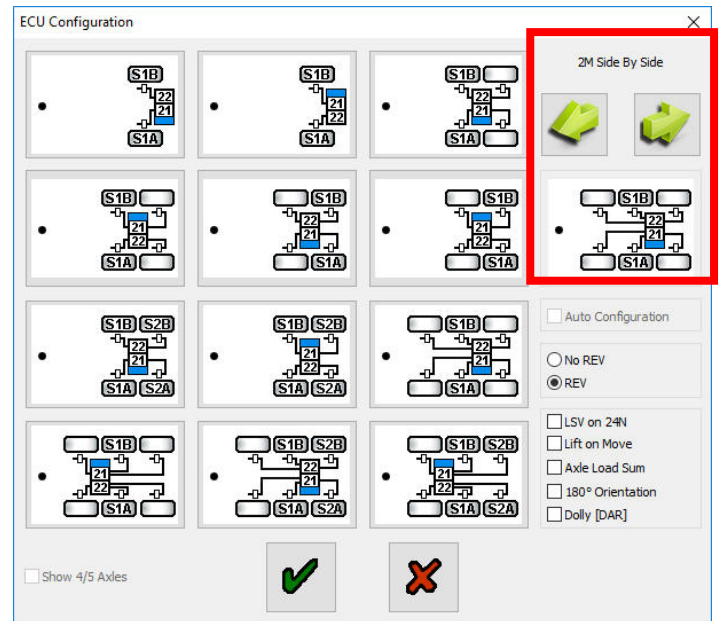 ECU Configuration
S1B
22
21
S1A
S1B
21
22
S1A
S1B
22
21
S1A
2M Side By Side
S1B
21
22
S1A
S1B
22
21
S1A
S1B
21
22
S1A
S1B
22
21
S1A
S1B S2B
22
21
S1A S2A
S1B S2B
21
22
S1A S2A
S1B
22
21
S1A
Auto Configuration
No REV
REV
S1B
21
22
S1A
S1B S2B
22
21
S1A S2A
S1B S2B
21
22
S1A S2A
LSV on 24N
Lift on Move
Axle Load Sum
180° Orientation
Dolly [DAR]
Show 4/5 Axles